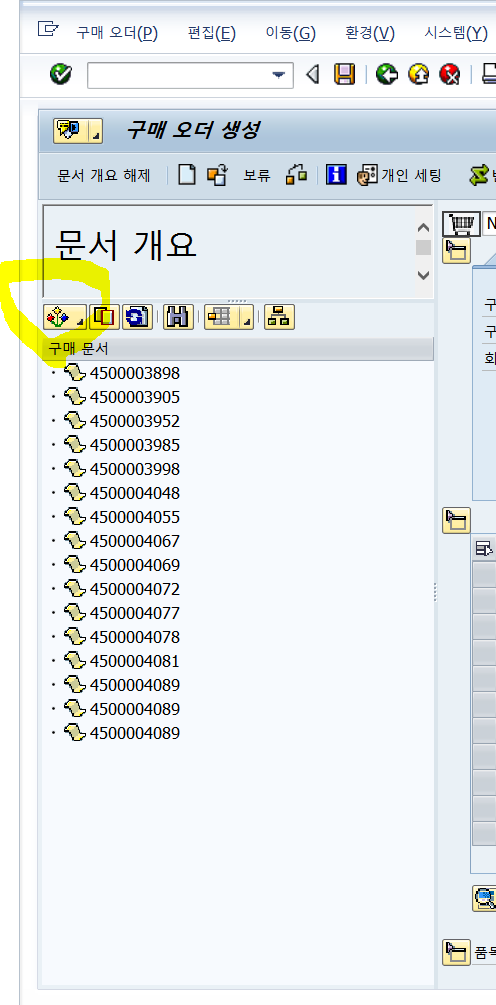 구매 오더(P) 편집(E) 이동(G) 환경(V) 시스템(Y)
구매 오더 생성
문서 개요 해제 보류 개인 세팅
문서 개요
N
구
구
회
구매 문서
4500003898
4500003905
4500003952
4500003985
4500003998
4500004048
4500004055
4500004067
4500004069
4500004072
4500004077
4500004078
4500004081
4500004089
4500004089
4500004089
품목